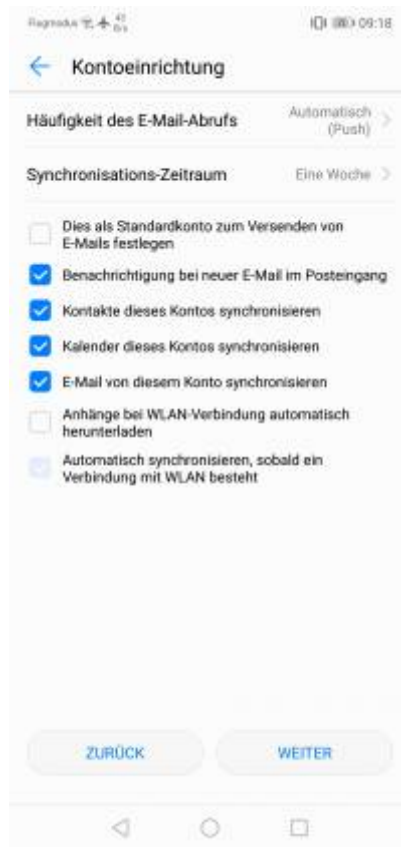 Flugmodus 09:18
Kontoeinrichtung
Häufigkeit des E-Mail-Abrufs
Automatisch
(Push)
Synchronisations-Zeitraum
Eine Woche
Dies als Standardkonto zum Versenden von
E-Mails festlegen
Benachrichtigung bei neuer E-Mail im Posteingang
Kontakte dieses Kontos synchronisieren
Kalender dieses Kontos synchronisieren
E-Mail von diesem Konto synchronisieren
Anhänge bei WLAN-Verbindung automatisch
herunterladen
Automatisch synchronisieren, sobald ein
Verbindung mit WLAN besteht
ZURÜCK
WEITER